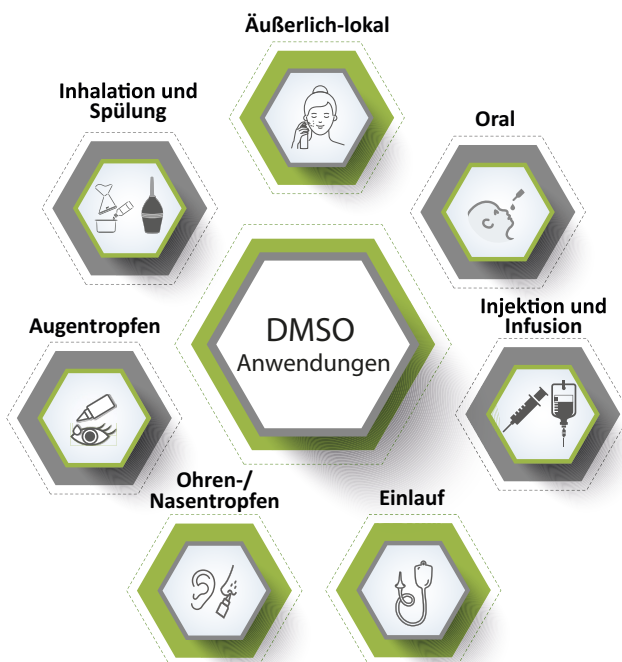 Äußerlich-lokal
Inhalation und
Spülung
Oral
Injektion und
Infusion
Augentropfen
DMSO
Anwendungen
Ohren-/
Nasentropfen
Einlauf